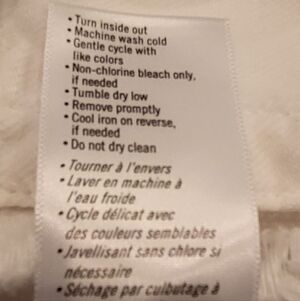 • Turn inside out
• Machine wash cold
• Gentle cycle with
like colors
• Non-chlorine bleach only,
if needed
• Tumble dry low
• Remove promptly
• Cool iron on reverse,
if needed
• Do not dry clean
• Tourner à l'envers
• Laver en machine à
l'eau froide
• Cycle délicat avec
des couleurs semblables
• Javellisant sans chlore si
nécessaire
• Séchage par culbutage à